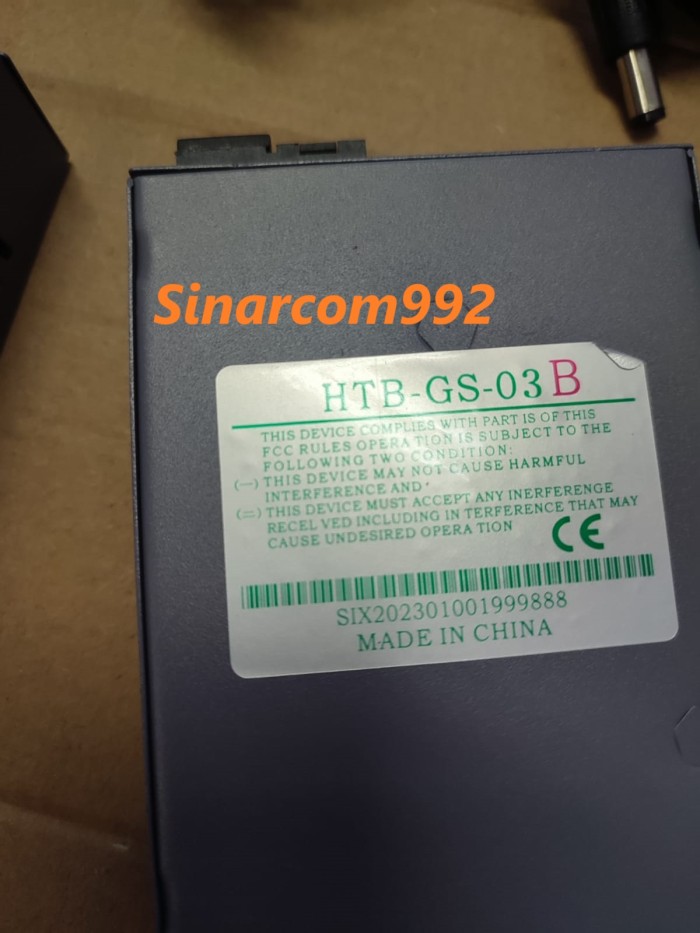 Sinarcom992
HTB-GS-03 B
THIS DEVICE COMPLIES WITH PART IS OF THIS
FCC RULES OPERA TION IS SUBJECT TO THE
FOLLOWING TWO CONDITION:
(一) THIS DEVICE MAY NOT CAUSE HARMFUL
INTERFERENCE AND·
(二) THIS DEVICE MUST ACCEPT ANY INERFERENGE
RECEL VED INCLUDING IN TERFERENCE THAT MAY
CAUSE UNDESIRED OPERA TION
CE
SIX202301001999888
MADE IN CHINA